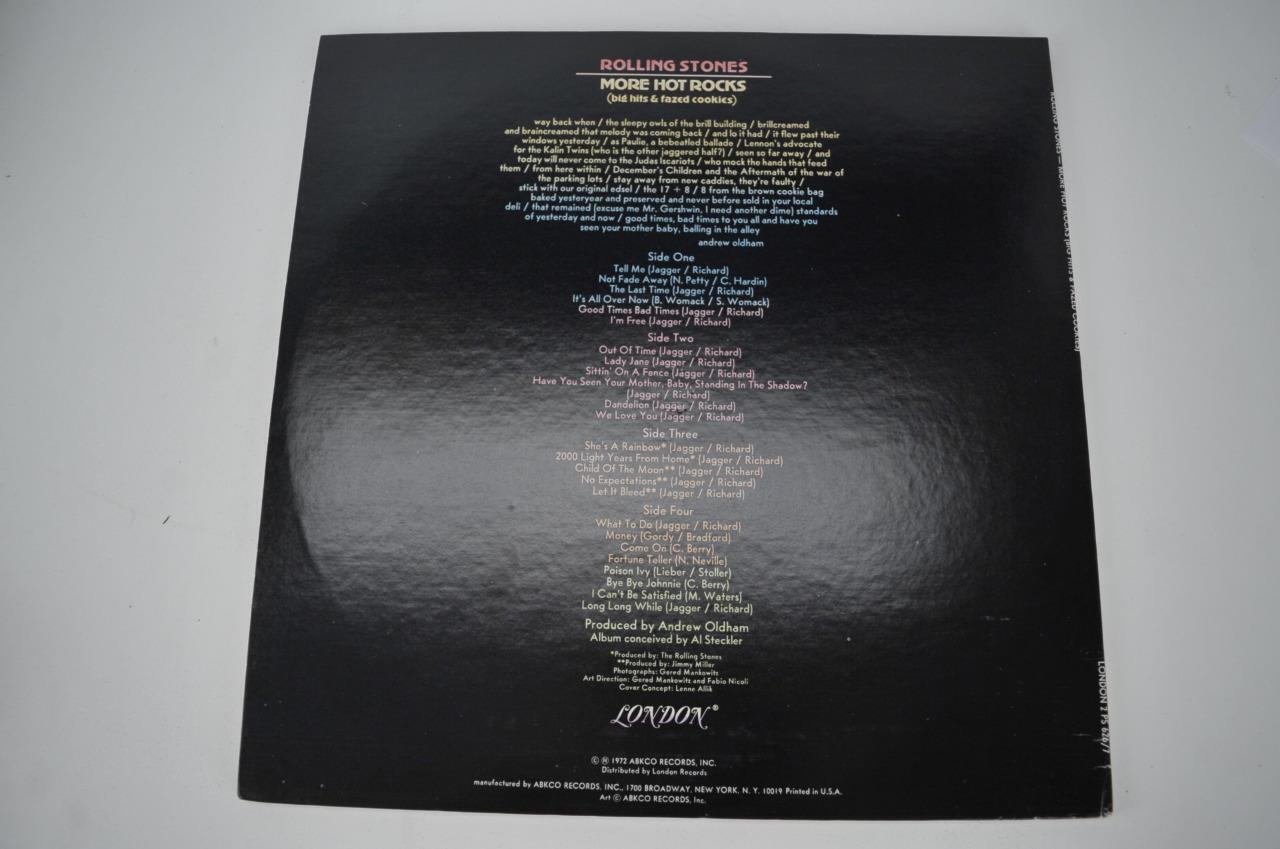 ROLLING STONES
MORE HOT ROCKS
(big hits & fazed cookies)
way back when / the sleepy owls of the brill building / brillcreamed
and braincreamed that melody was coming back / and lo it had / it flew past their
windows yesterday / as Paulie, a bebeatled ballade / Lennon's advocate
for the Kalin Twins (who is the other jaggered half?) / seen so far away / and
today will never come to the Judas Iscariots / who mock the hands that feed
them / from here within / December's Children and the Aftermath of the war of
the parking lots / stay away from new caddies, they're faulty /
stick with our original edsel / the 17 + 8 / 8 from the brown cookie bag
baked yesteryear and preserved and never before sold in your local
deli / that remained (excuse me Mr. Gershwin, I need another dime) standards
of yesterday and now / good times, bad times to you all and have you
seen your mother baby, balling in the alley
andrew oldham
Side One
Tell Me (Jagger / Richard)
Not Fade Away (N. Petty / C. Hardin)
The Last Time (Jagger / Richard)
It's All Over Now (B. Womack / S. Womack)
Good Times Bad Times (Jagger / Richard)
I'm Free (Jagger / Richard)
Side Two
Out Of Time (Jagger / Richard)
Lady Jane (Jagger / Richard)
Sittin' On A Fence (Jagger / Richard)
Have You Seen Your Mother, Baby, Standing In The Shadow?
(Jagger / Richard)
Dandelion (Jagger / Richard)
We Love You (Jagger / Richard)
Side Three
She's A Rainbow* (Jagger / Richard)
2000 Light Years From Home* (Jagger / Richard)
Child Of The Moon** (Jagger / Richard)
No Expectations** (Jagger / Richard)
Let It Bleed** (Jagger / Richard)
Side Four
What To Do (Jagger / Richard)
Money (Gordy / Bradford)
Come On (C. Berry)
Fortune Teller (N. Neville)
Poison Ivy (Lieber / Stoller)
Bye Bye Johnnie (C. Berry)
I Can't Be Satisfied (M. Waters)
Long Long While (Jagger / Richard)
Produced by Andrew Oldham
Album conceived by Al Steckler
*Produced by: The Rolling Stones
**Produced by: Jimmy Miller
Photographs: Gered Mankowitz
Art Direction: Gered Mankowitz and Fabio Nicoli
Cover Concept: Lenne Allik
LONDON®
© ℗ 1972 ABKCO RECORDS, INC.
Distributed by London Records
manufactured by ABKCO RECORDS, INC., 1700 BROADWAY, NEW YORK, N. Y. 10019 Printed in U.S.A.
Art © ABKCO RECORDS, Inc.
ROLLING STONES — MORE HOT ROCKS (BIG HITS & FAZED COOKIES)
LONDON 2 PS 626/7